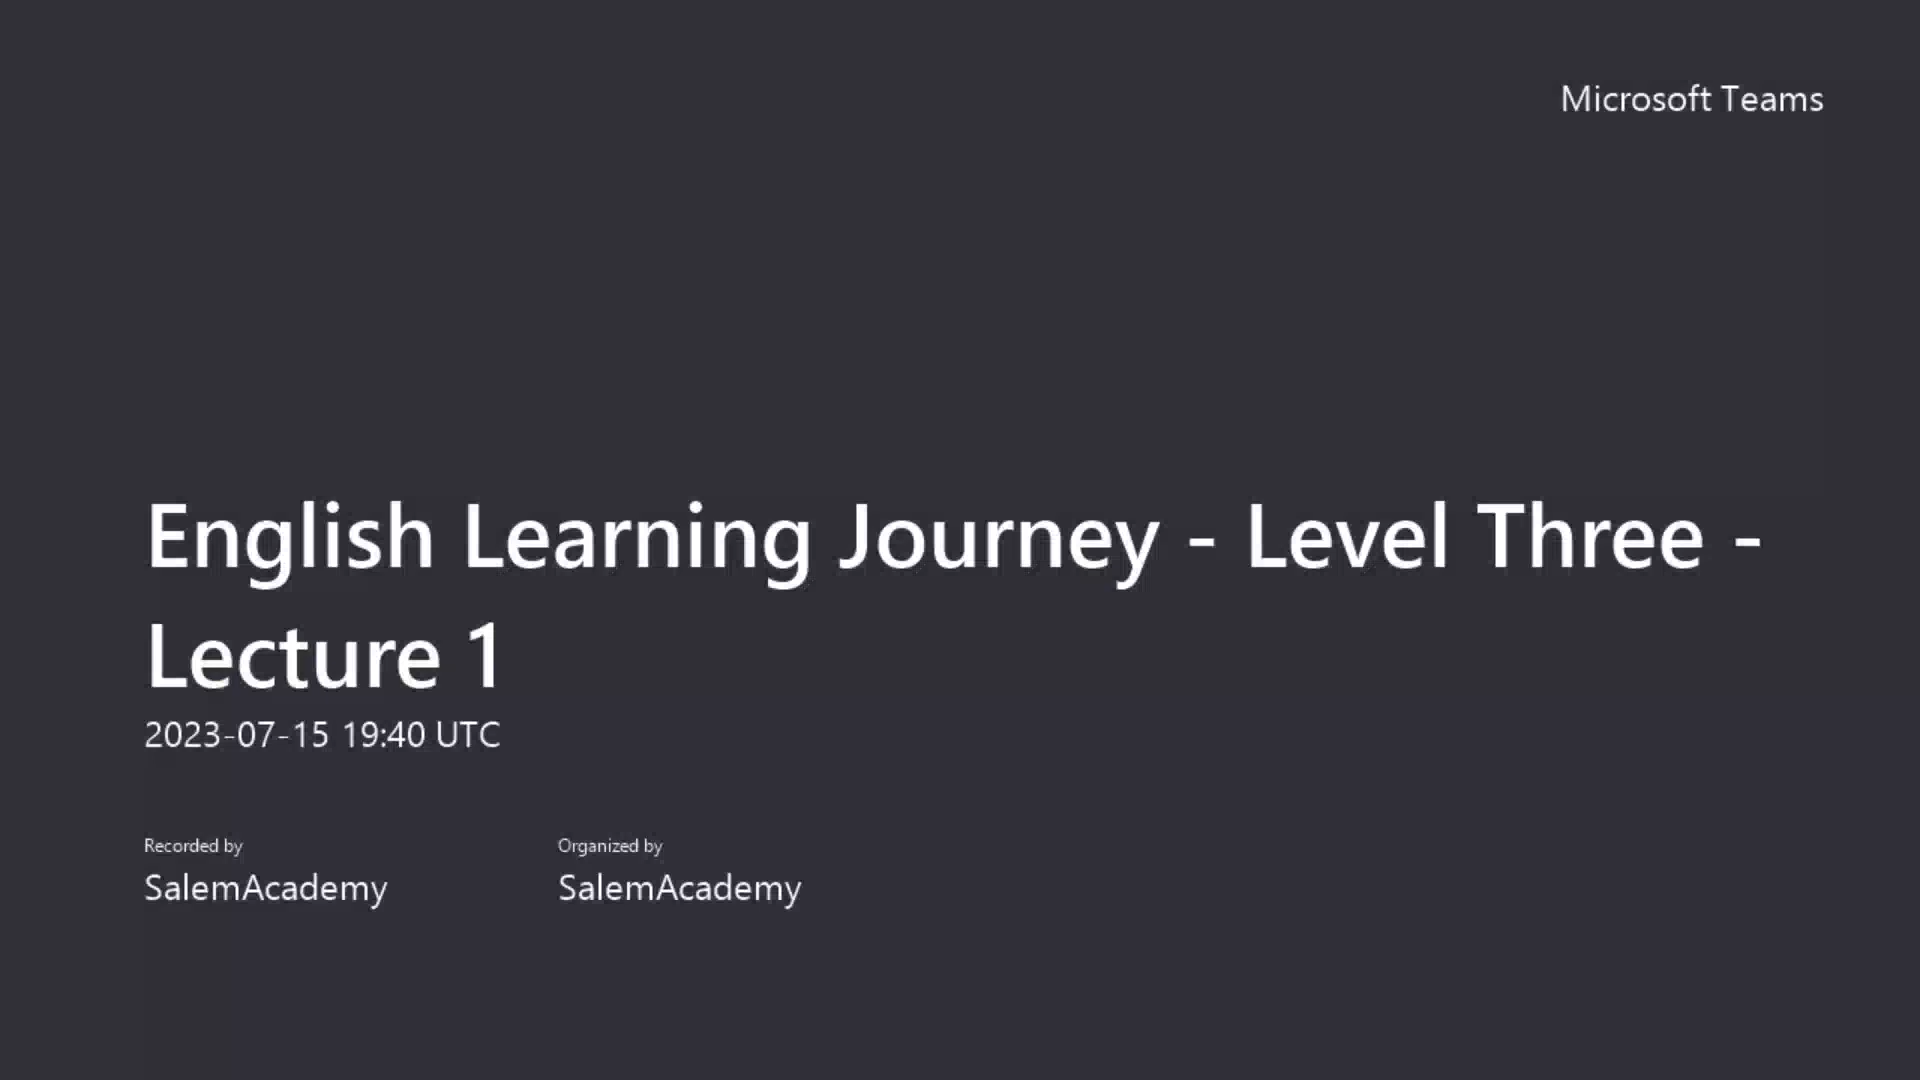 Microsoft Teams
English Learning Journey - Level Three -
Lecture 1
2023-07-15 19:40 UTC
Recorded by
SalemAcademy
Organized by
SalemAcademy